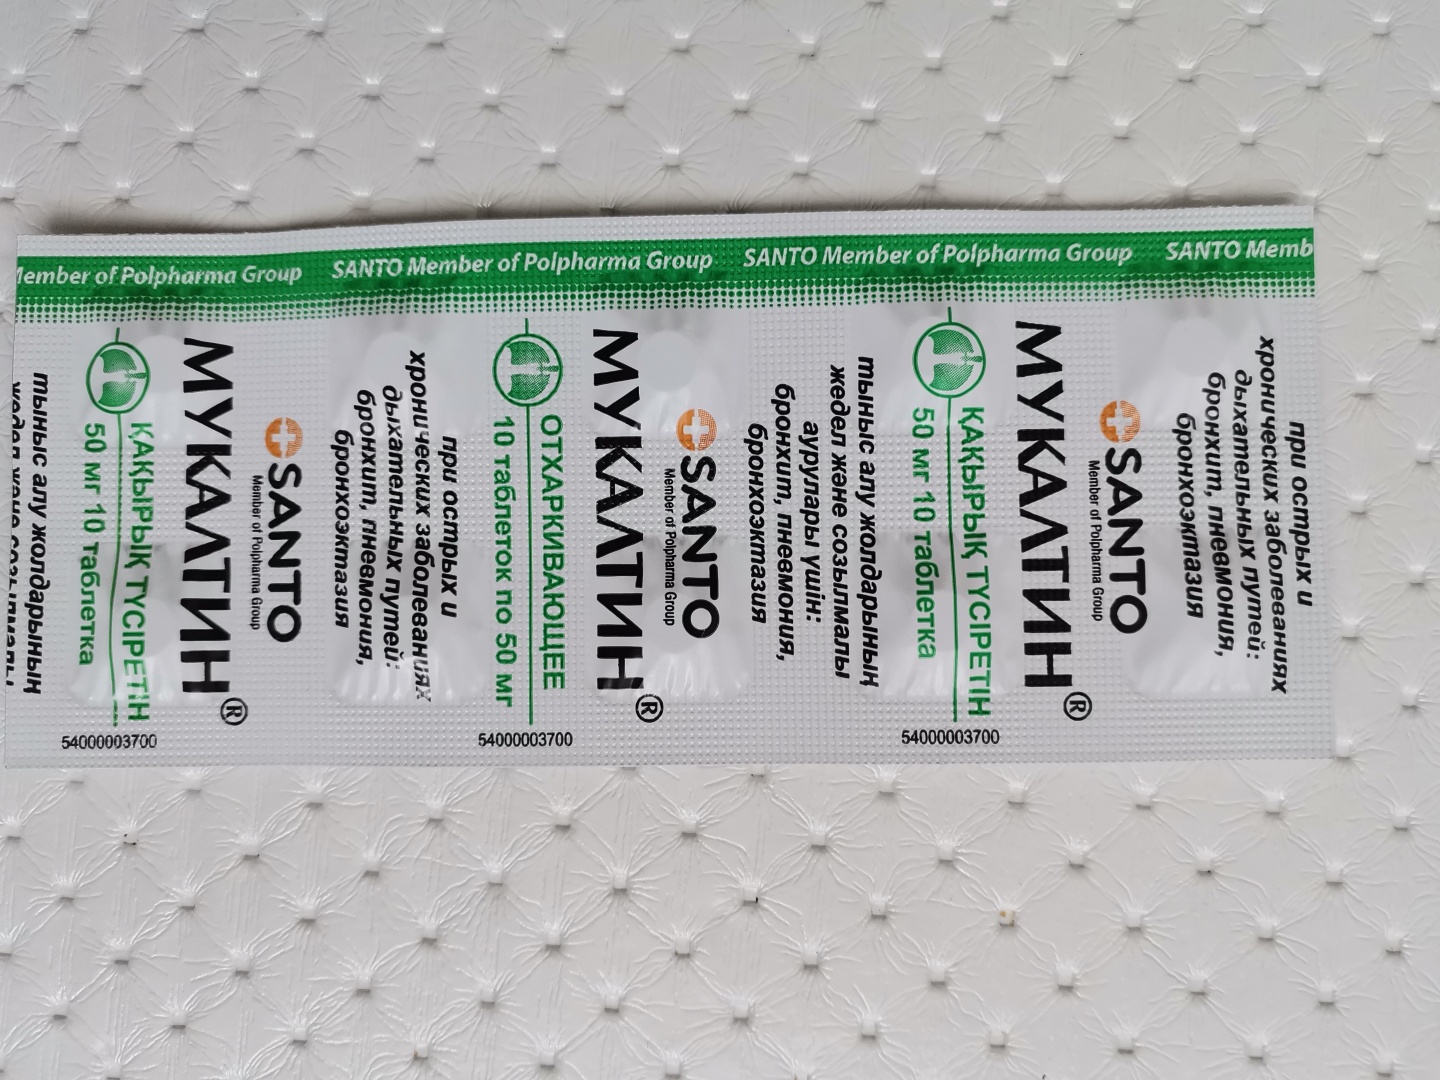 Member of Polpharma Group
SANTO Member of Polpharma Group
SANTO Member of Polpharma Group
SANTO
при острых и
хронических заболеваниях
дыхательных путей:
бронхит, пневмония,
бронхоэктазия
SANTO
Member of Polpharma Group
МУКАЛТИН®
ҚАҚЫРЫҚ ТҮСІРЕТІН
50 мг 10 таблетка
54000003700
тыныс алу жолдарының
жедел және созылмалы
аурулары үшін:
бронхит, пневмония,
бронхоэктазия
SANTO
Member of Polpharma Group
МУКАЛТИН®
ОТХАРКИВАЮЩЕЕ
10 таблеток по 50 мг
54000003700
при острых и
хронических заболеваниях
дыхательных путей:
бронхит, пневмония,
бронхоэктазия
SANTO
Member of Polpharma Group
МУКАЛТИН®
ҚАҚЫРЫҚ ТҮСІРЕТІН
50 мг 10 таблетка
54000003700
тыныс алу жолдарының